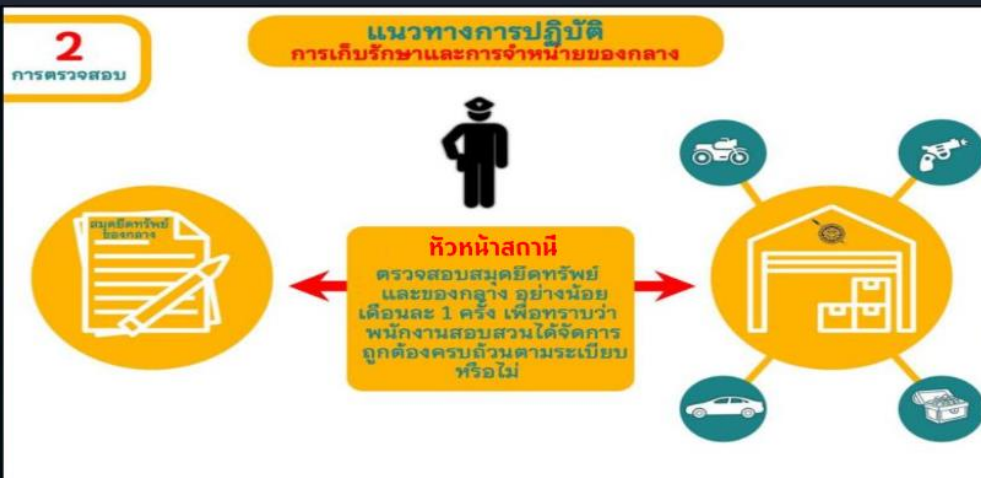 2
การตรวจสอบ
แนวทางการปฏิบัติ
การเก็บรักษาและการจำหน่ายของกลาง
สมุดยึดทรัพย์
ของกลาง
หัวหน้าสถานี
ตรวจสอบสมุดยึดทรัพย์
และของกลาง อย่างน้อย
เดือนละ 1 ครั้ง เพื่อทราบว่า
พนักงานสอบสวนได้จัดการ
ถูกต้องครบถ้วนตามระเบียบ
หรือไม่